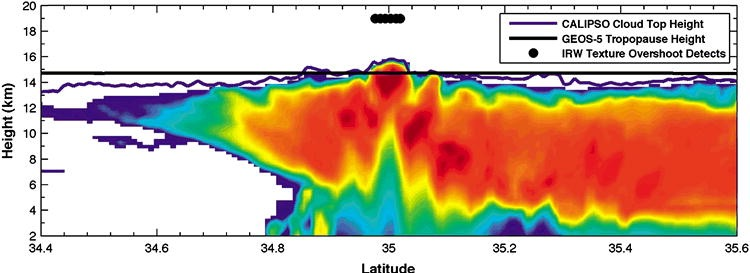 20
18
16
14
12
10
8
6
4
2
Height (km)
CALIPSO Cloud Top Height
GEOS-5 Tropopause Height
IRW Texture Overshoot Detects
34.4 34.6 34.8 35 35.2 35.4 35.6
Latitude